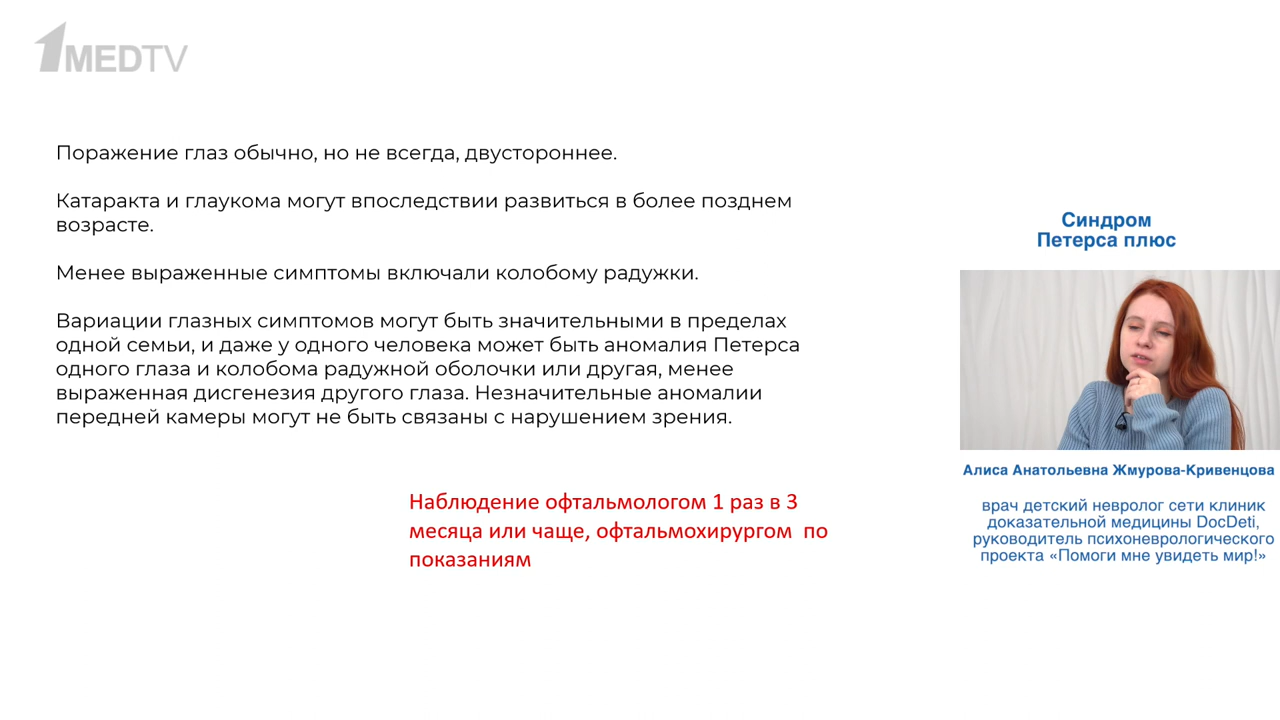 1MEDTV
Поражение глаз обычно, но не всегда, двустороннее.
Катаракта и глаукома могут впоследствии развиться в более позднем
возрасте.
Менее выраженные симптомы включали колобому радужки.
Вариации глазных симптомов могут быть значительными в пределах
одной семьи, и даже у одного человека может быть аномалия Петерса
одного глаза и колобома радужной оболочки или другая, менее
выраженная дисгенезия другого глаза. Незначительные аномалии
передней камеры могут не быть связаны с нарушением зрения.
Наблюдение офтальмологом 1 раз в 3
месяца или чаще, офтальмохирургом по
показаниям
Синдром
Петерса плюс
Алиса Анатольевна Жмурова-Кривенцова
врач детский невролог сети клиник
доказательной медицины DocDeti,
руководитель психоневрологического
проекта «Помоги мне увидеть мир!»